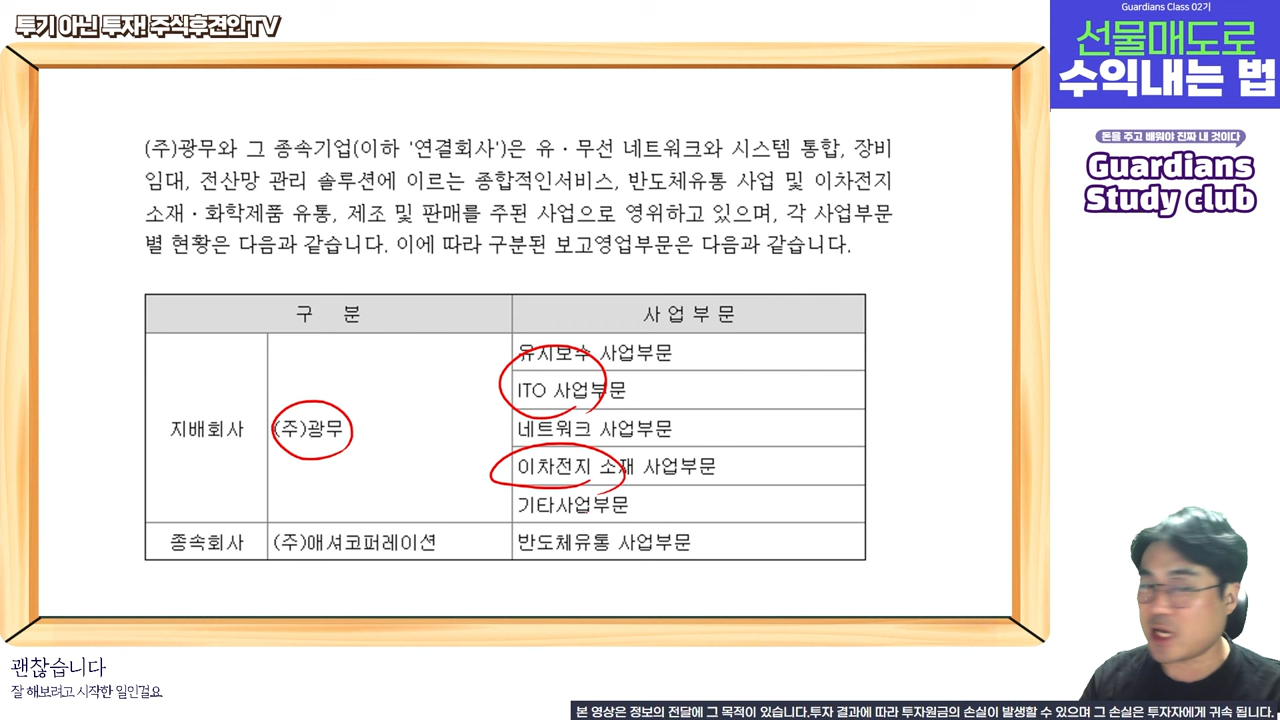 투기 아닌 투자! 주식후견인TV
Guardians Class 02기
선물매도로
수익내는 법
돈을 주고 배워야 진짜 내 것이다
Guardians
Study club
(주)광무와 그 종속기업(이하 '연결회사')은 유ㆍ무선 네트워크와 시스템 통합, 장비
임대, 전산망 관리 솔루션에 이르는 종합적인서비스, 반도체유통 사업 및 이차전지
소재ㆍ화학제품 유통, 제조 및 판매를 주된 사업으로 영위하고 있으며, 각 사업부문
별 현황은 다음과 같습니다. 이에 따라 구분된 보고영업부문은 다음과 같습니다.
구 분 사 업 부 문
유지보수 사업부문
ITO 사업부문
지배회사 (주)광무 네트워크 사업부문
이차전지 소재 사업부문
기타사업부문
종속회사 (주)애셔코퍼레이션 반도체유통 사업부문
괜찮습니다
잘 해보려고 시작한 일인걸요
본 영상은 정보의 전달에 그 목적이 있습니다.투자 결과에 따라 투자원금의 손실이 발생할 수 있으며 그 손실은 투자자에게 귀속 됩니다.